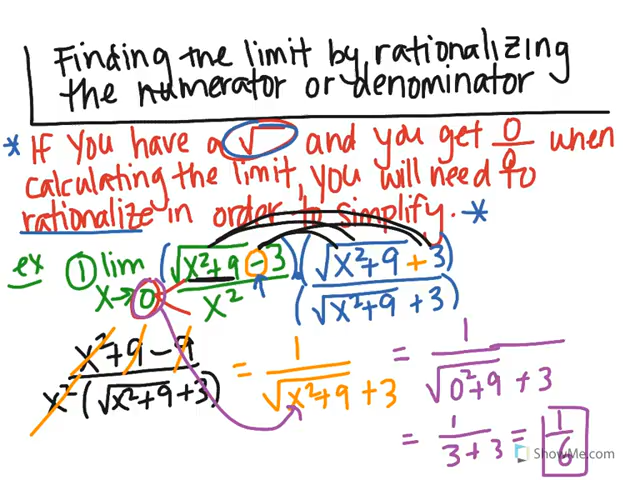 Finding the limit by rationalizing
the numerator or denominator
* If you have a √ and you get 0/0 when
calculating the limit, you will need to
rationalize in order to simplify. *
ex ① lim x→0 (√x²+9 - 3)/x² (√x²+9 + 3)/(√x²+9 + 3)
x²+9-9 / x²(√x²+9 + 3) = 1/(√x²+9 + 3) = 1/(√0²+9 + 3)
= 1/(3+3) = 1/6
ShowMe.com